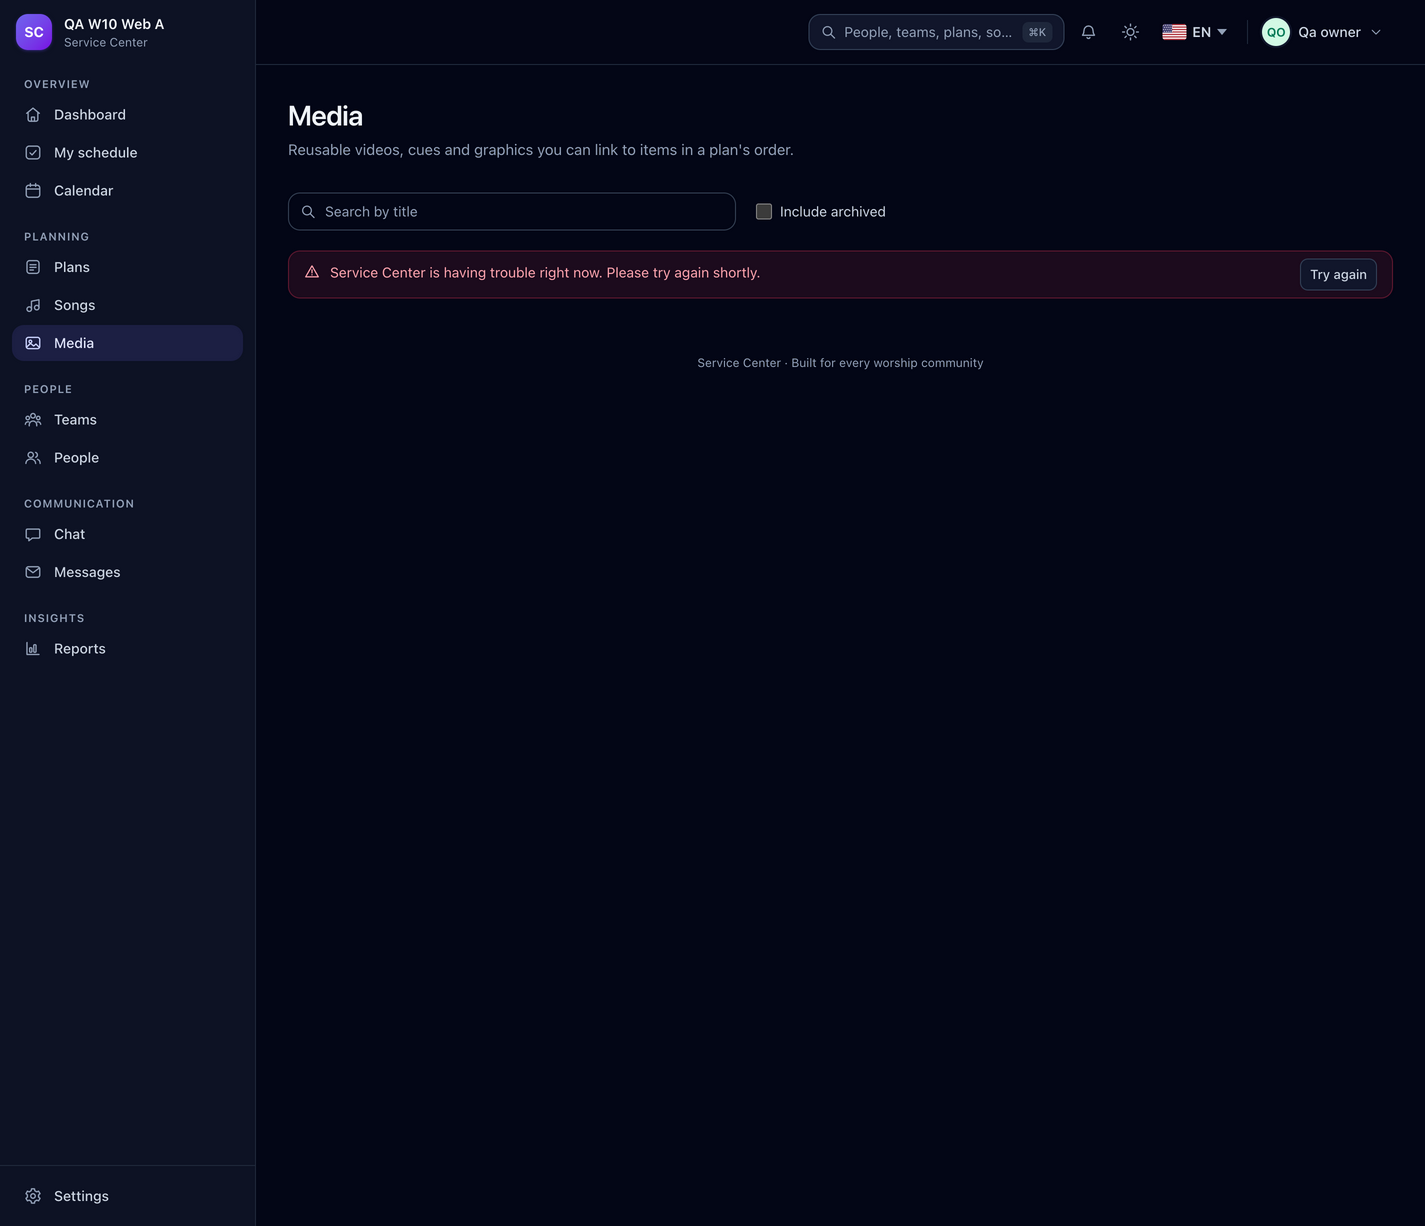 SC
QA W10 Web A
Service Center
OVERVIEW
Dashboard
My schedule
Calendar
PLANNING
Plans
Songs
Media
PEOPLE
Teams
People
COMMUNICATION
Chat
Messages
INSIGHTS
Reports
Settings
People, teams, plans, so... ⌘K
EN
QO
Qa owner
Media
Reusable videos, cues and graphics you can link to items in a plan's order.
Search by title
Include archived
Service Center is having trouble right now. Please try again shortly.
Try again
Service Center · Built for every worship community